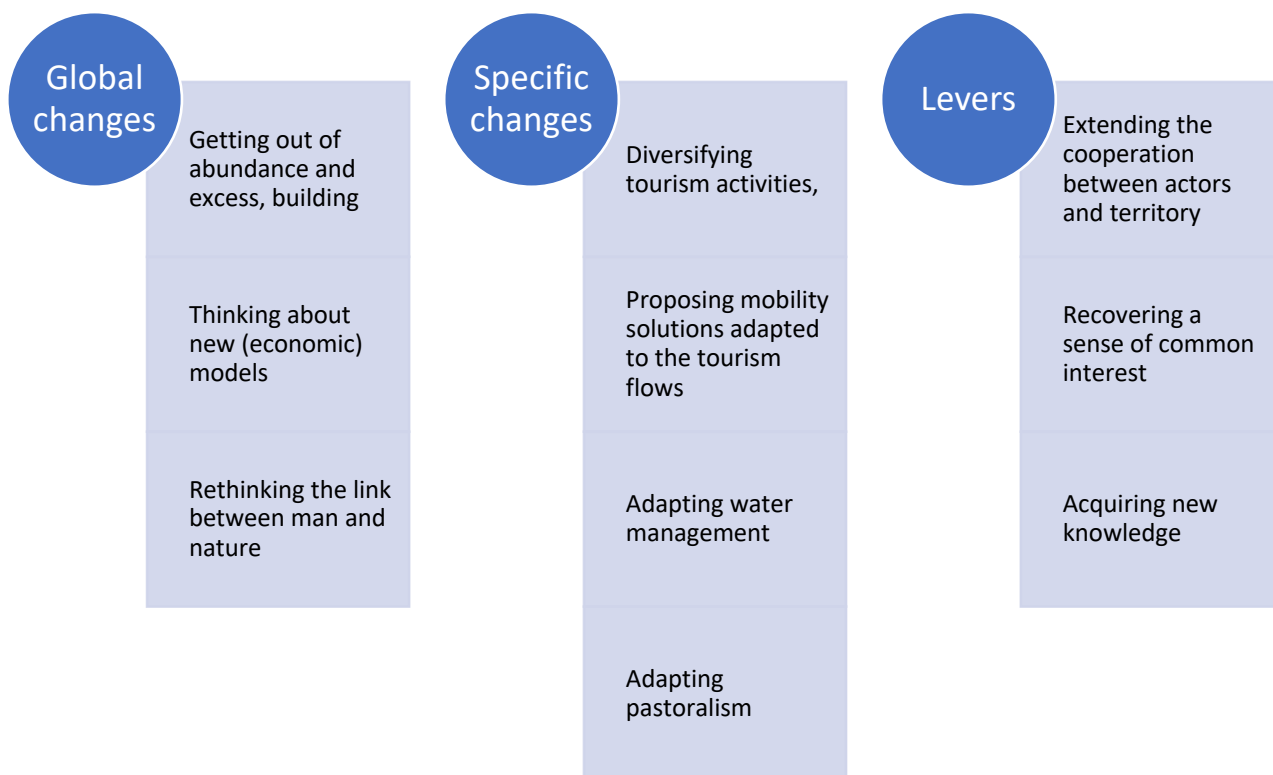 Global
changes
Getting out of
abundance and
excess, building
Thinking about
new (economic)
models
Rethinking the link
between man and
nature
Specific
changes
Diversifying
tourism activities,
Proposing mobility
solutions adapted
to the tourism
flows
Adapting water
management
Adapting
pastoralism
Levers
Extending the
cooperation
between actors
and territory
Recovering a
sense of common
interest
Acquiring new
knowledge